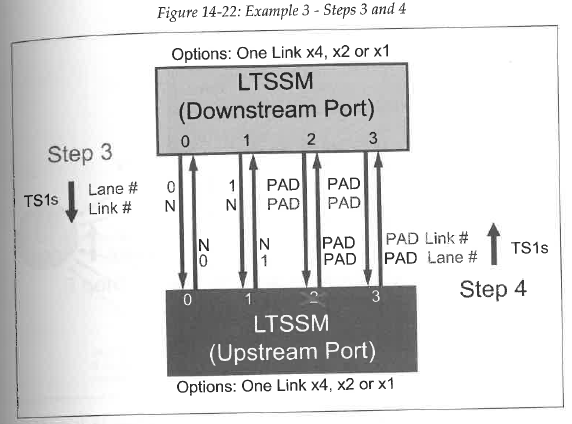 Figure 14-22: Example 3 - Steps 3 and 4
Options: One Link x4, x2 or x1
LTSSM
(Downstream Port)
0 1 2 3
Step 3
TS1s Lane # 0 1 PAD PAD
Link # N N PAD PAD
N N PAD PAD Link # TS1s
0 1 PAD PAD Lane #
Step 4
0 1 2 3
LTSSM
(Upstream Port)
Options: One Link x4, x2 or x1